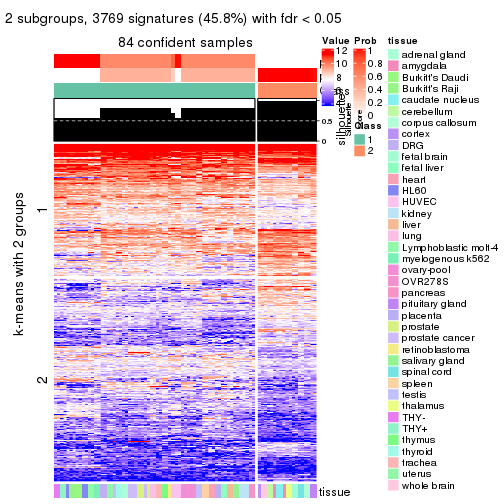 2 subgroups, 3769 signatures (45.8%) with fdr < 0.05
84 confident samples
k-means with 2 groups
1
2
Value
12
10
8
6
Prob
1
0.8
0.6
0.4
0.2
0
Class
1
2
0.5
0
silhouette
tissue
tissue
adrenal gland
amygdala
Burkitt's Daudi
Burkitt's Raji
caudate nucleus
cerebellum
corpus callosum
cortex
DRG
fetal brain
fetal liver
heart
HL60
HUVEC
kidney
liver
lung
Lymphoblastic molt-4
myelogenous k562
ovary-pool
OVR278S
pancreas
pituitary gland
placenta
prostate
prostate cancer
retinoblastoma
salivary gland
spinal cord
spleen
testis
thalamus
THY-
THY+
thymus
thyroid
trachea
uterus
whole brain